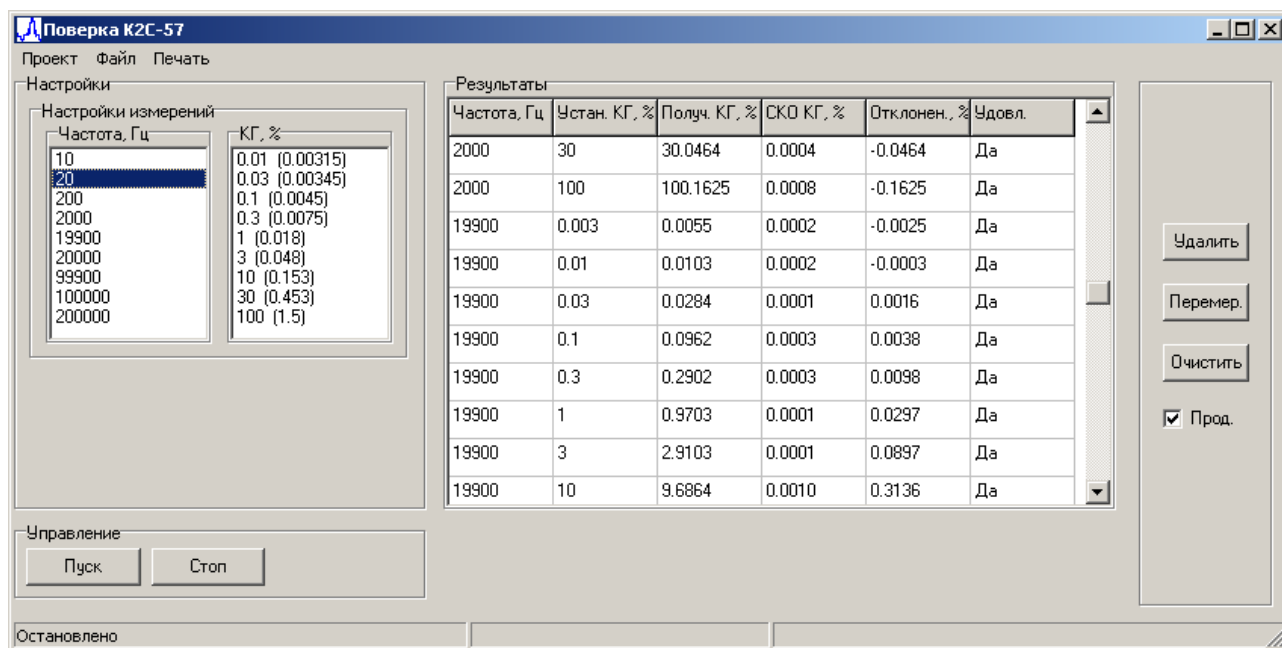 Поверка К2С-57
Проект Файл Печать
Настройки
Настройки измерений
Частота, Гц
10
20
200
2000
19900
20000
99900
100000
200000
КГ, %
0.01 (0.00315)
0.03 (0.00345)
0.1 (0.0045)
0.3 (0.0075)
1 (0.018)
3 (0.048)
10 (0.153)
30 (0.453)
100 (1.5)
Управление
Пуск Стоп
Результаты
Частота, Гц Устан. КГ, % Получ. КГ, % СКО КГ, % Отклонен., % Удовл.
2000 30 30.0464 0.0004 -0.0464 Да
2000 100 100.1625 0.0008 -0.1625 Да
19900 0.003 0.0055 0.0002 -0.0025 Да
19900 0.01 0.0103 0.0002 -0.0003 Да
19900 0.03 0.0284 0.0001 0.0016 Да
19900 0.1 0.0962 0.0003 0.0038 Да
19900 0.3 0.2902 0.0003 0.0098 Да
19900 1 0.9703 0.0001 0.0297 Да
19900 3 2.9103 0.0001 0.0897 Да
19900 10 9.6864 0.0010 0.3136 Да
Удалить
Перемер.
Очистить
Прод.
Остановлено